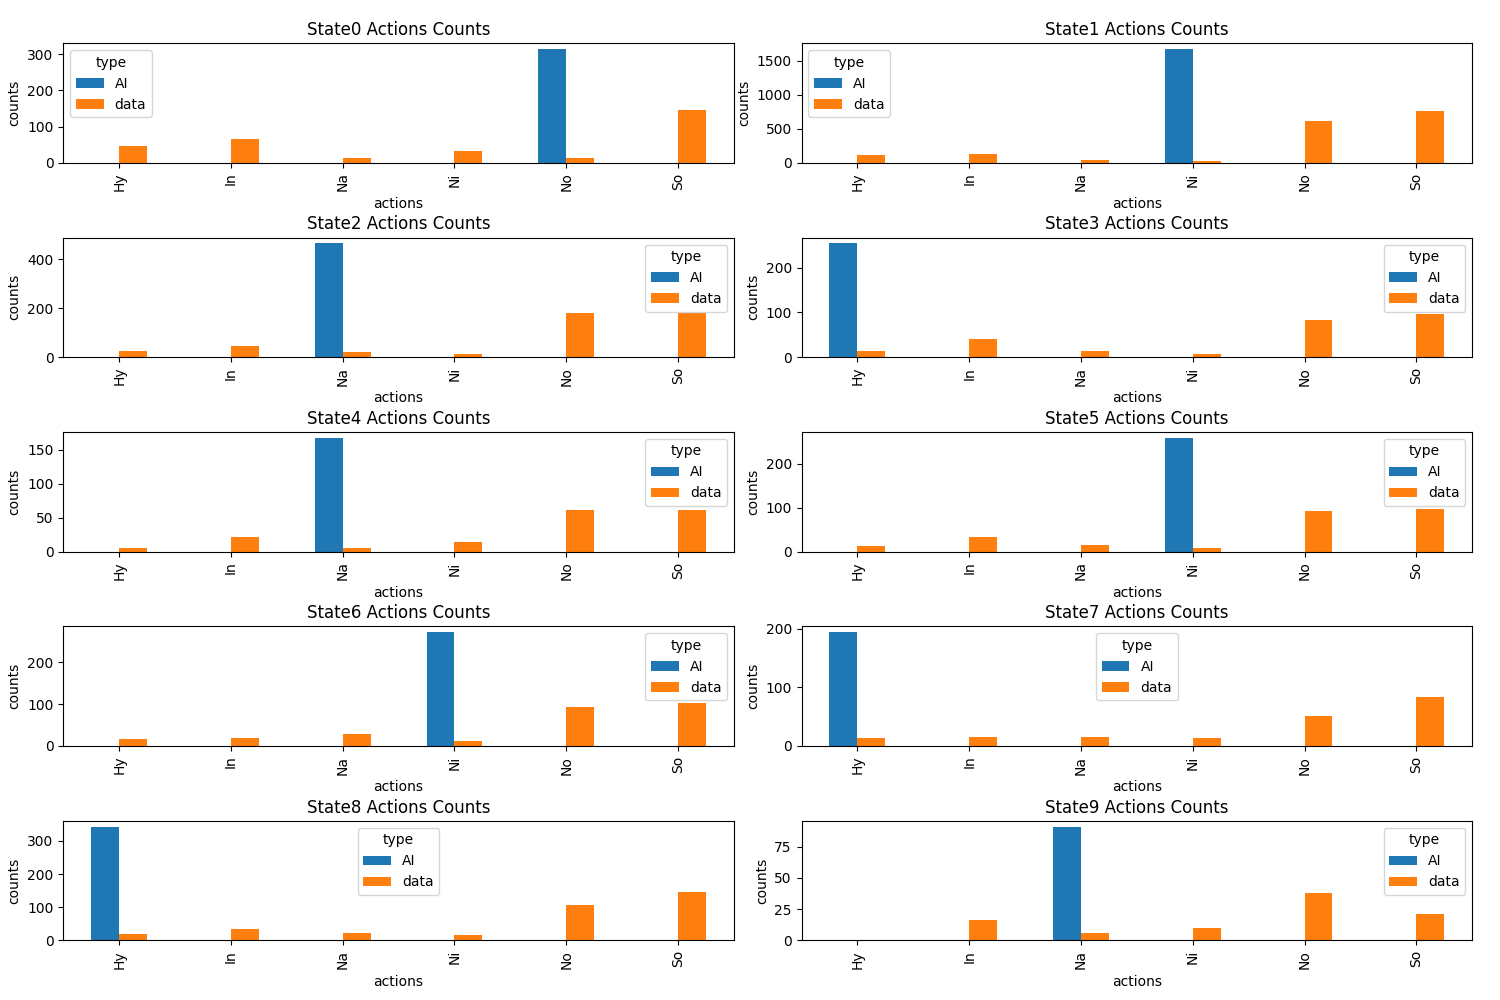 State0 Actions Counts
counts
300
200
100
0
type
AI
data
Hy
In
Na
Ni
No
So
actions
State1 Actions Counts
counts
1500
1000
500
0
type
AI
data
Hy
In
Na
Ni
No
So
actions
State2 Actions Counts
counts
400
200
0
type
AI
data
Hy
In
Na
Ni
No
So
actions
State3 Actions Counts
counts
200
100
0
type
AI
data
Hy
In
Na
Ni
No
So
actions
State4 Actions Counts
counts
150
100
50
0
type
AI
data
Hy
In
Na
Ni
No
So
actions
State5 Actions Counts
counts
200
100
0
type
AI
data
Hy
In
Na
Ni
No
So
actions
State6 Actions Counts
counts
200
100
0
type
AI
data
Hy
In
Na
Ni
No
So
actions
State7 Actions Counts
counts
200
100
0
type
AI
data
Hy
In
Na
Ni
No
So
actions
State8 Actions Counts
counts
300
200
100
0
type
AI
data
Hy
In
Na
Ni
No
So
actions
State9 Actions Counts
counts
75
50
25
0
type
AI
data
Hy
In
Na
Ni
No
So
actions